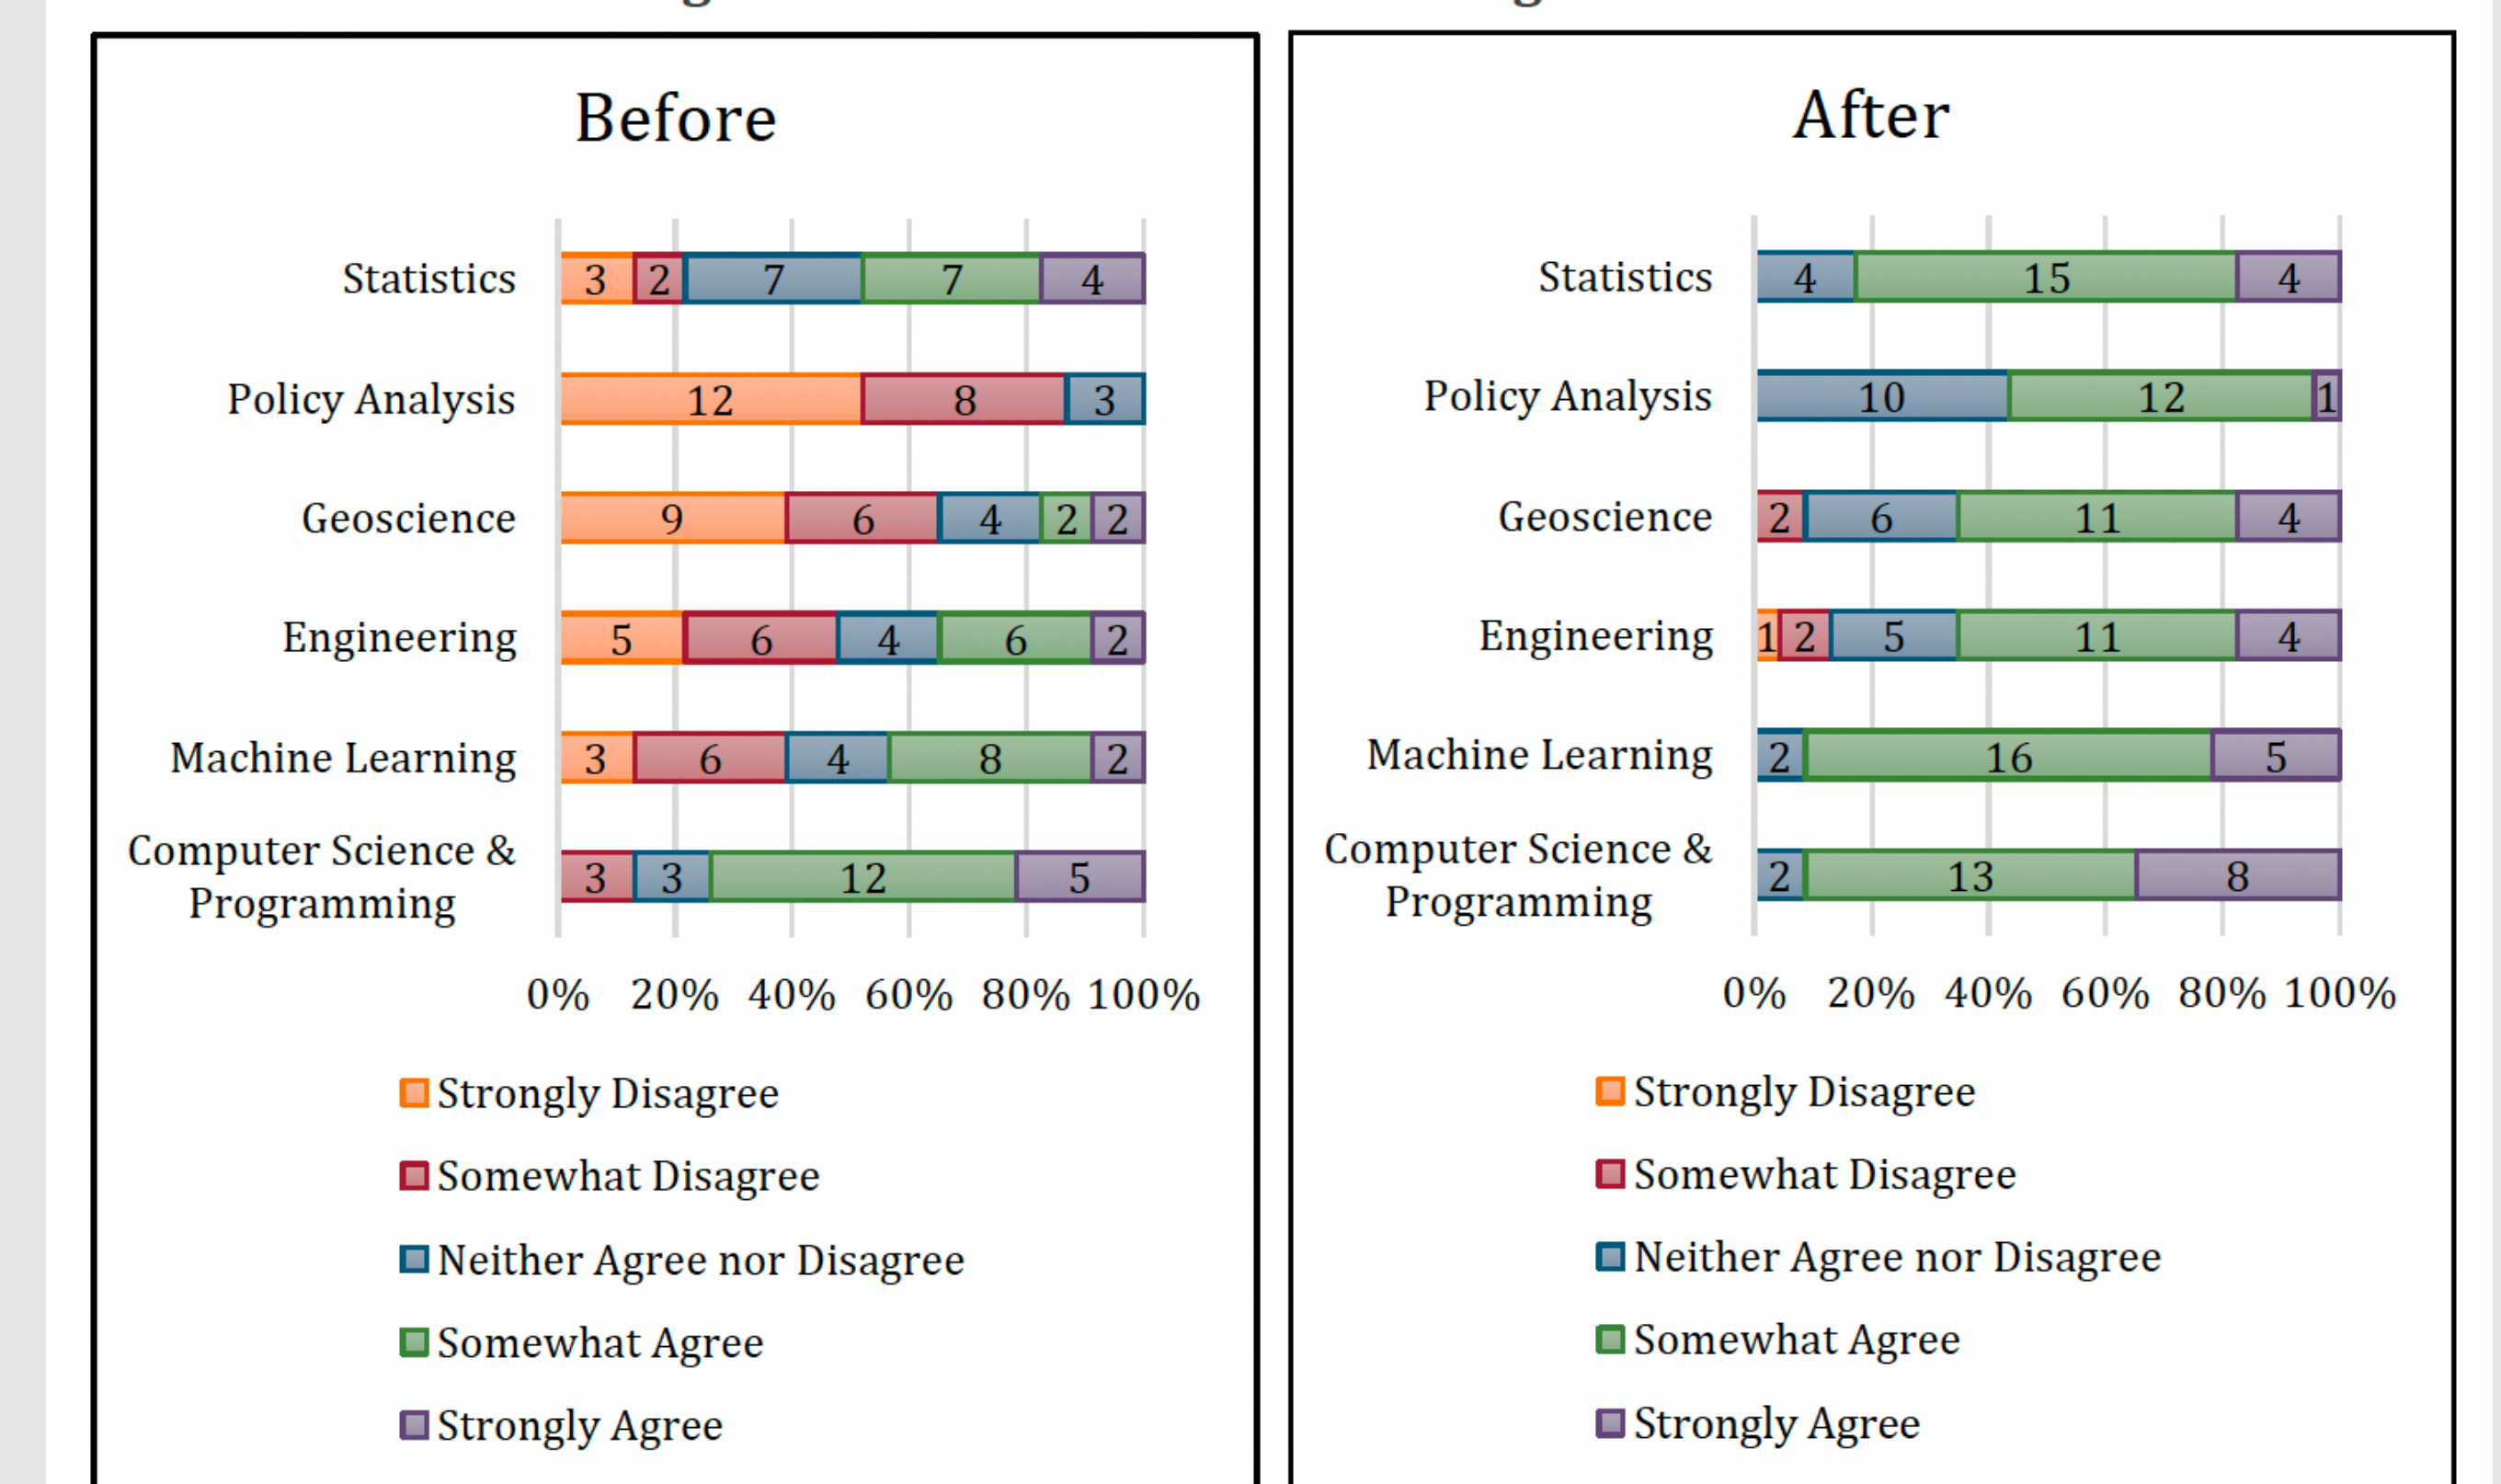 Before
Statistics 3 2 7 7 4
Policy Analysis 12 8 3
Geoscience 9 6 4 2 2
Engineering 5 6 4 6 2
Machine Learning 3 6 4 8 2
Computer Science &
Programming 3 3 12 5
0% 20% 40% 60% 80% 100%
Strongly Disagree
Somewhat Disagree
Neither Agree nor Disagree
Somewhat Agree
Strongly Agree
After
Statistics 4 15 4
Policy Analysis 10 12 1
Geoscience 2 6 11 4
Engineering 1 2 5 11 4
Machine Learning 2 16 5
Computer Science &
Programming 2 13 8
0% 20% 40% 60% 80% 100%
Strongly Disagree
Somewhat Disagree
Neither Agree nor Disagree
Somewhat Agree
Strongly Agree